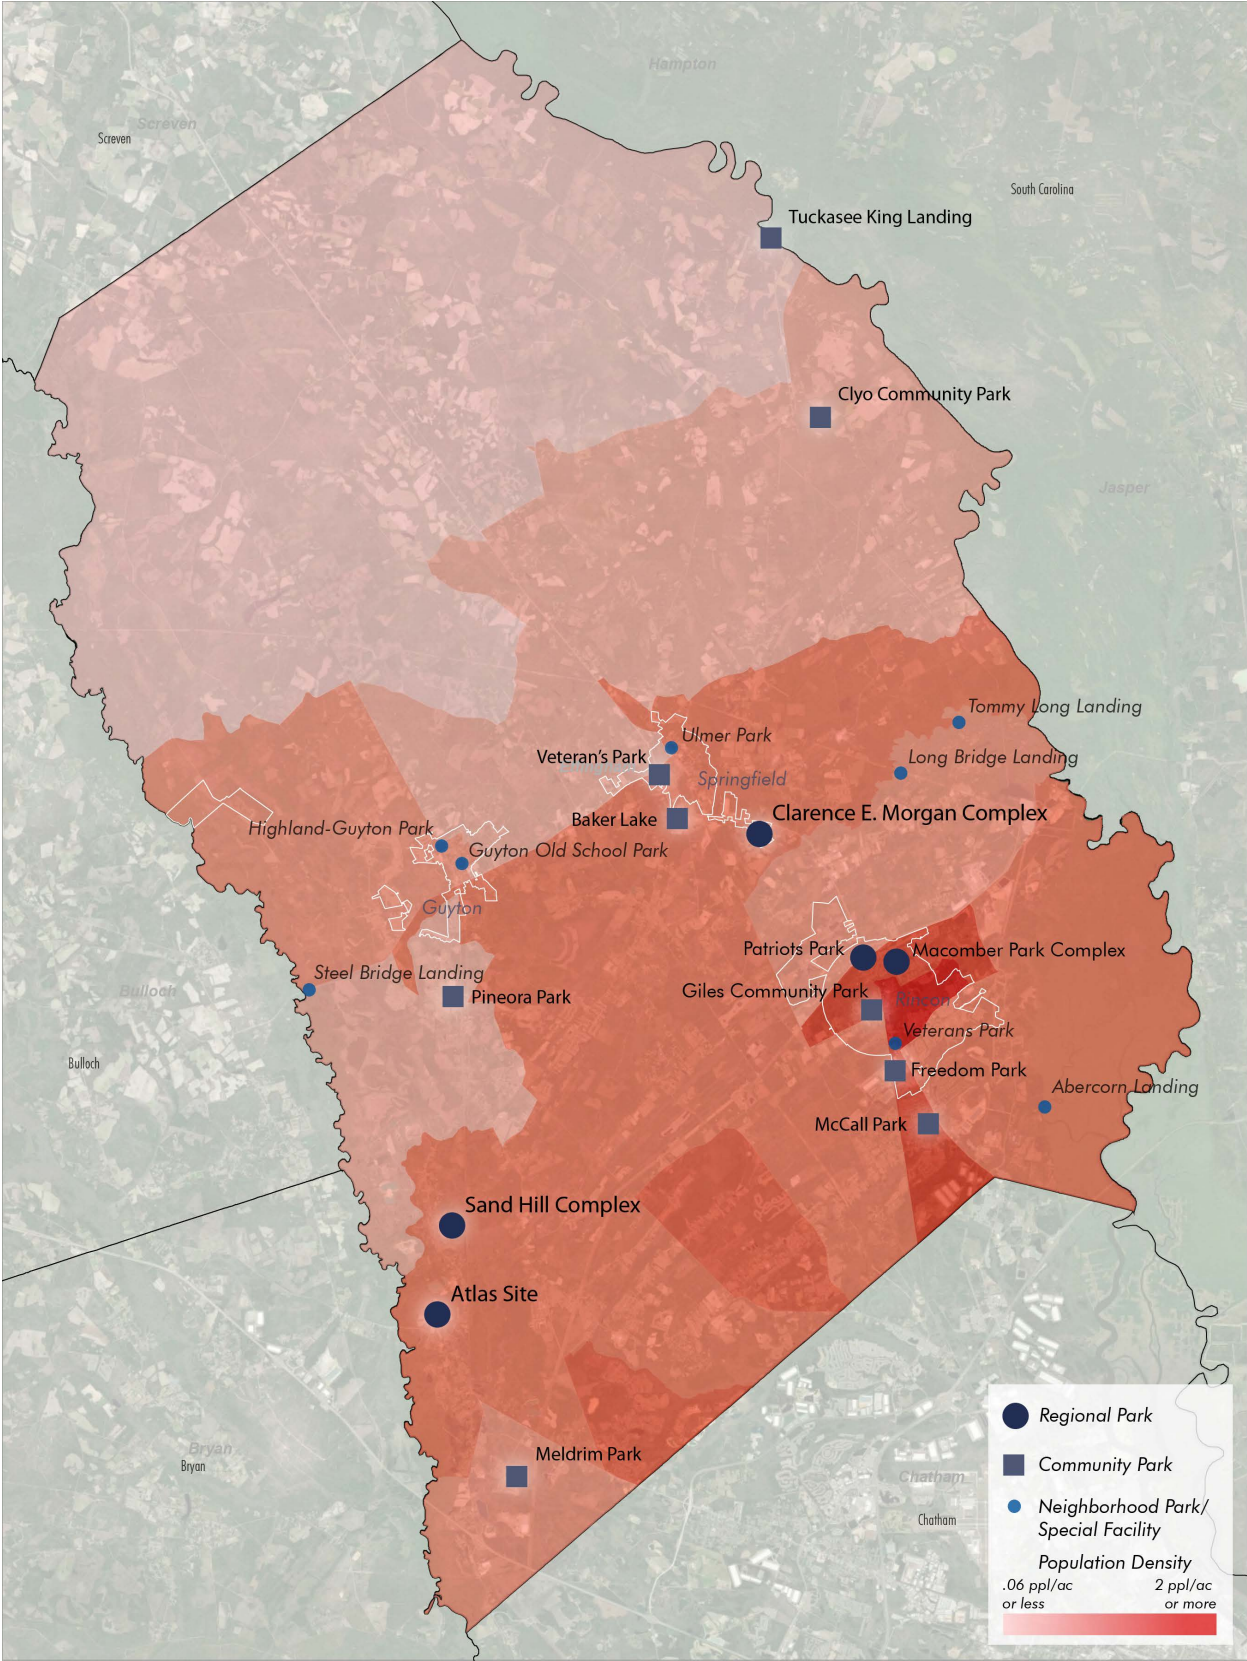 Hampton
Screven
Screven
South Carolina
Tuckasee King Landing
Clyo Community Park
Jasper
Tommy Long Landing
Ulmer Park
Veteran's Park
Long Bridge Landing
Springfield
Clarence E. Morgan Complex
Baker Lake
Highland-Guyton Park
Guyton Old School Park
Guyton
Patriots Park
Macomber Park Complex
Steel Bridge Landing
Bulloch
Pineora Park
Giles Community Park
Rincon
Veterans Park
Bulloch
Freedom Park
Abercorn Landing
McCall Park
Sand Hill Complex
Atlas Site
Meldrim Park
Bryan
Bryan
Chatham
Chatham
Regional Park
Community Park
Neighborhood Park/
Special Facility
Population Density
.06 ppl/ac
or less
2 ppl/ac
or more